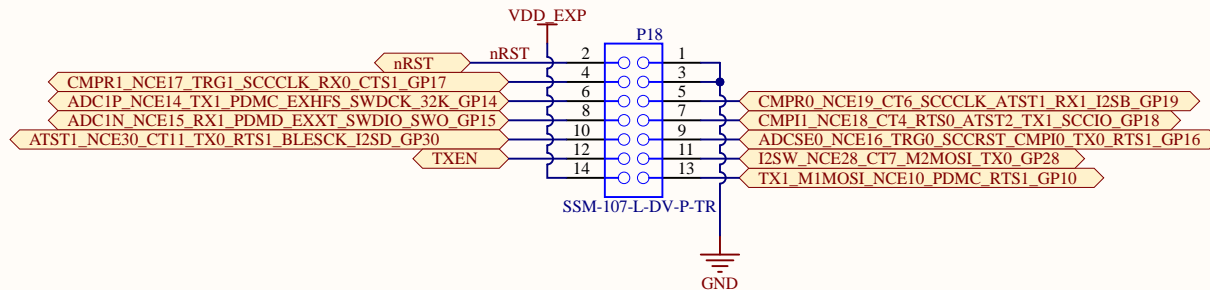 VDD_EXP
P18
nRST nRST 2 1
CMPR1_NCE17_TRG1_SCCCLK_RX0_CTS1_GP17 4 3
ADC1P_NCE14_TX1_PDMC_EXHFS_SWDCK_32K_GP14 6 5 CMPR0_NCE19_CT6_SCCCLK_ATST1_RX1_I2SB_GP19
ADC1N_NCE15_RX1_PDMD_EXXT_SWDIO_SWO_GP15 8 7 CMPI1_NCE18_CT4_RTS0_ATST2_TX1_SCCIO_GP18
ATST1_NCE30_CT11_TX0_RTS1_BLESCK_I2SD_GP30 10 9 ADCSE0_NCE16_TRG0_SCCRST_CMPI0_TX0_RTS1_GP16
TXEN 12 11 I2SW_NCE28_CT7_M2MOSI_TX0_GP28
14 13 TX1_M1MOSI_NCE10_PDMC_RTS1_GP10
SSM-107-L-DV-P-TR
GND